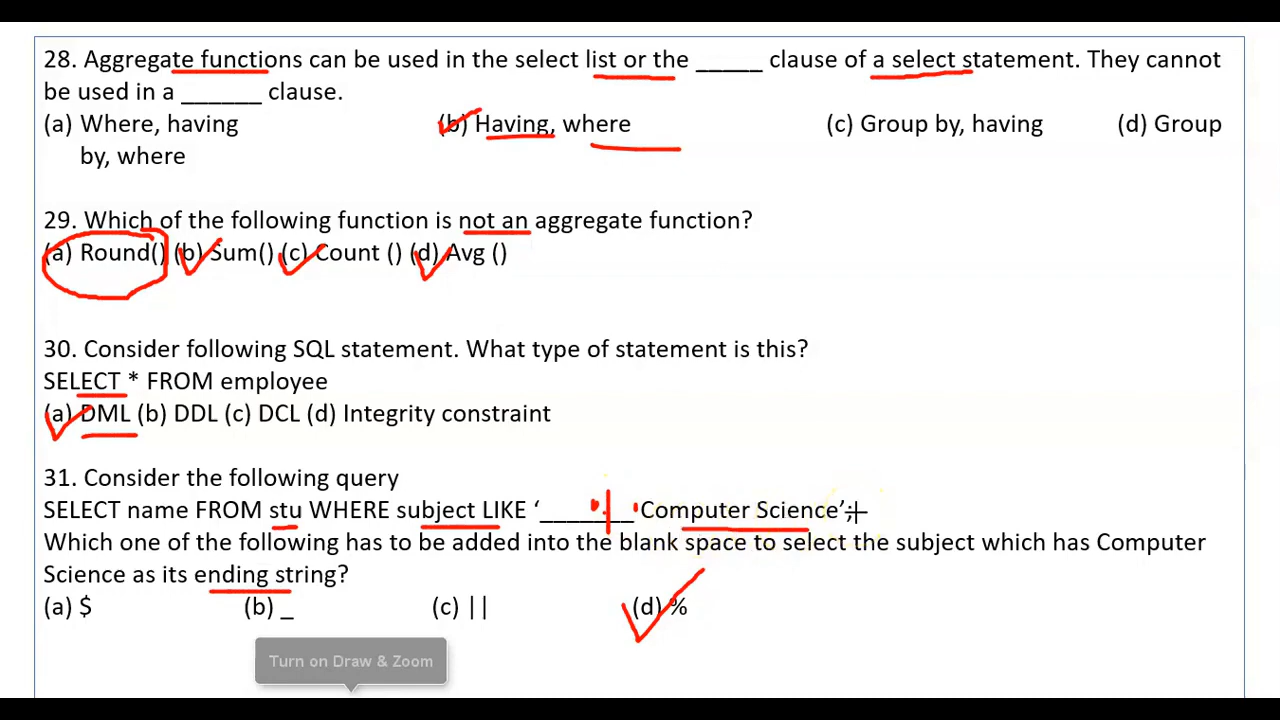 28. Aggregate functions can be used in the select list or the _____ clause of a select statement. They cannot
be used in a ______ clause.
(a) Where, having (b) Having, where (c) Group by, having (d) Group
by, where
29. Which of the following function is not an aggregate function?
(a) Round() (b) Sum() (c) Count () (d) Avg ()
30. Consider following SQL statement. What type of statement is this?
SELECT * FROM employee
(a) DML (b) DDL (c) DCL (d) Integrity constraint
31. Consider the following query
SELECT name FROM stu WHERE subject LIKE ‘_______ Computer Science’;
Which one of the following has to be added into the blank space to select the subject which has Computer
Science as its ending string?
(a) $ (b) _ (c) || (d) %
Turn on Draw & Zoom